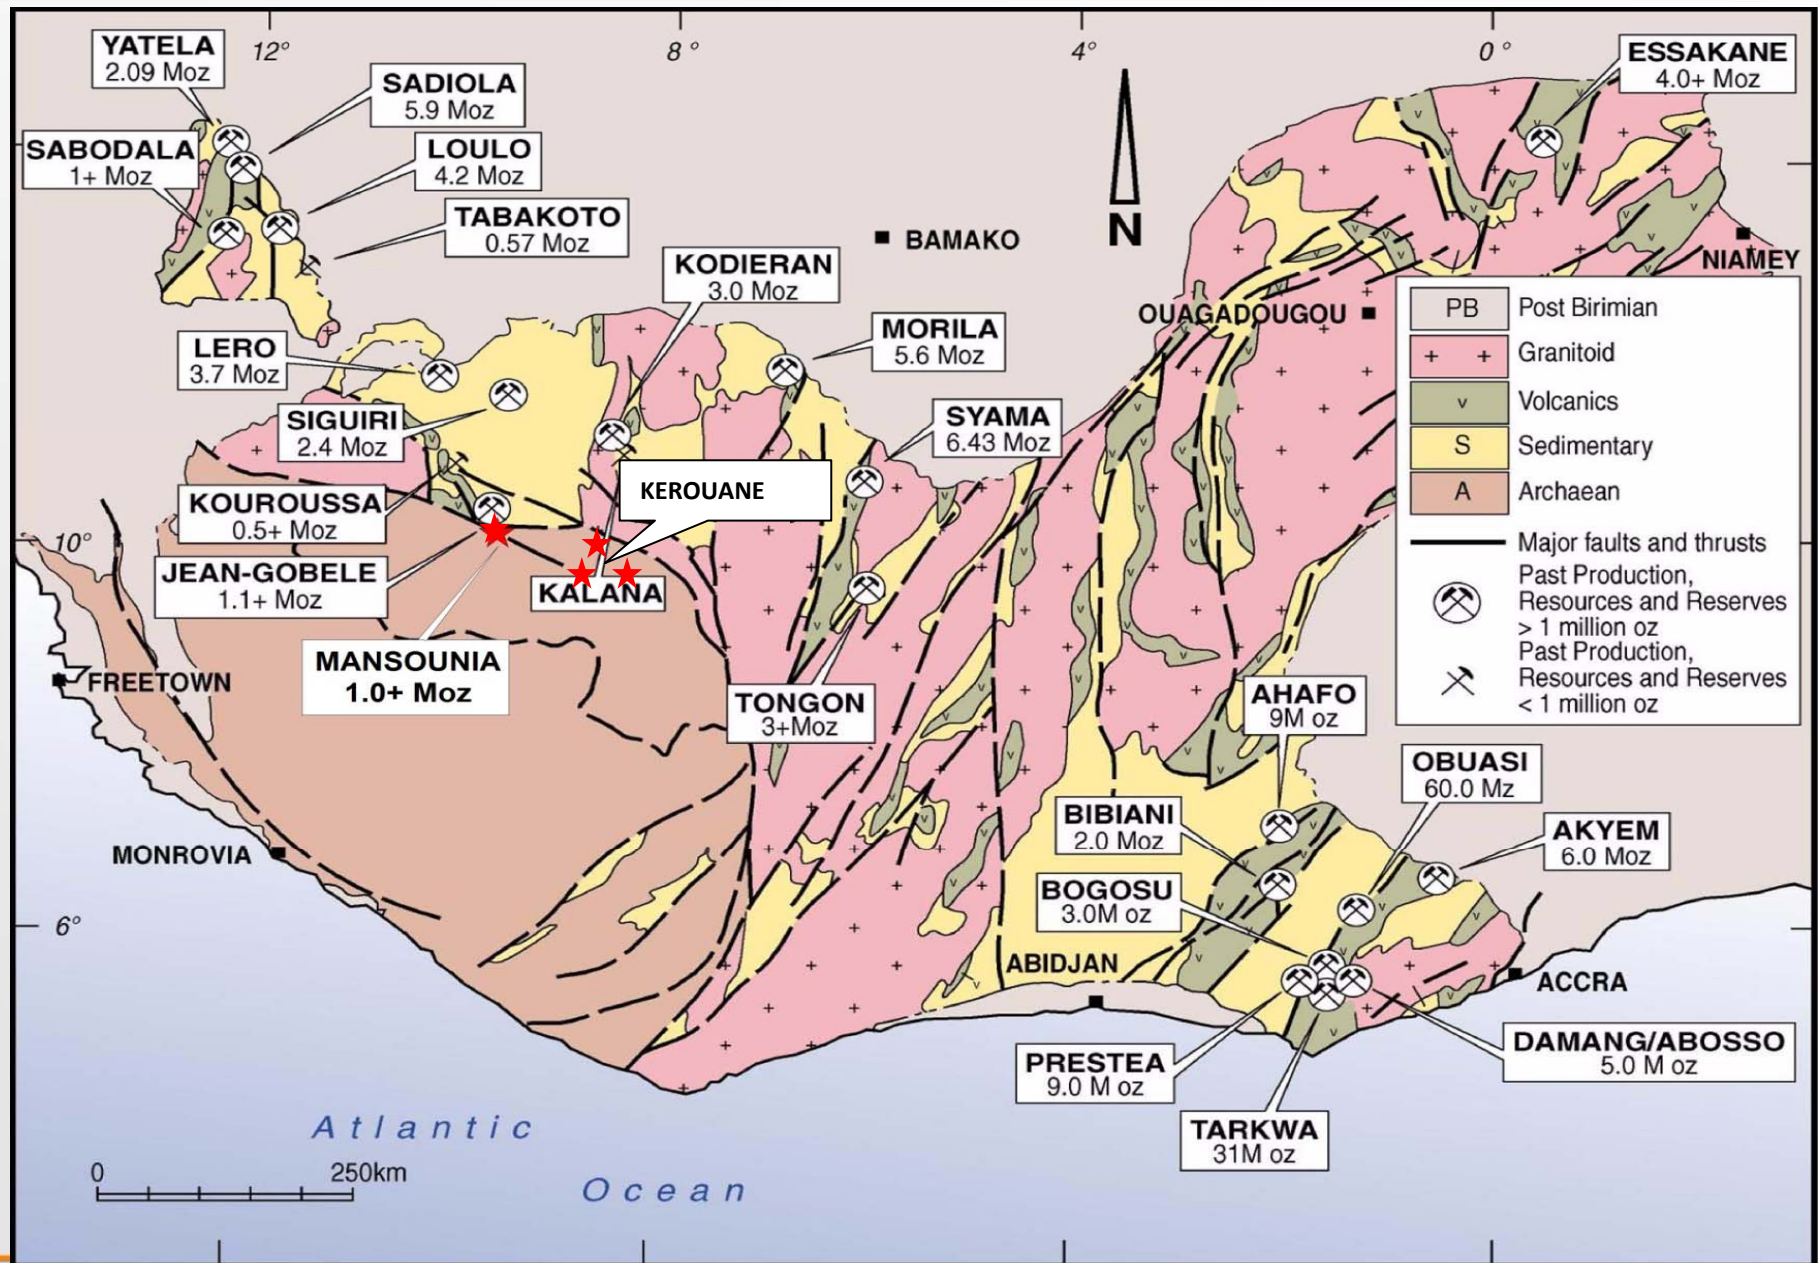 12°
8°
4°
0°
YATELA
2.09 Moz
SADIOLA
5.9 Moz
SABODALA
1+ Moz
LOULO
4.2 Moz
TABAKOTO
0.57 Moz
ESSAKANE
4.0+ Moz
N
BAMAKO
NIAMEY
KODIERAN
3.0 Moz
OUAGADOUGOU
LERO
3.7 Moz
MORILA
5.6 Moz
SIGUIRI
2.4 Moz
SYAMA
6.43 Moz
KEROUANE
KOUROUSSA
0.5+ Moz
10°
JEAN-GOBELE
1.1+ Moz
KALANA
MANSOUNIA
1.0+ Moz
FREETOWN
TONGON
3+Moz
PB Post Birimian
+ + Granitoid
v Volcanics
S Sedimentary
A Archaean
Major faults and thrusts
Past Production,
Resources and Reserves
> 1 million oz
Past Production,
Resources and Reserves
< 1 million oz
AHAFO
9M oz
OBUASI
60.0 Mz
BIBIANI
2.0 Moz
AKYEM
6.0 Moz
MONROVIA
BOGOSU
3.0M oz
6°
ABIDJAN
ACCRA
PRESTEA
9.0 M oz
DAMANG/ABOSSO
5.0 M oz
TARKWA
31M oz
Atlantic
Ocean
0 250km